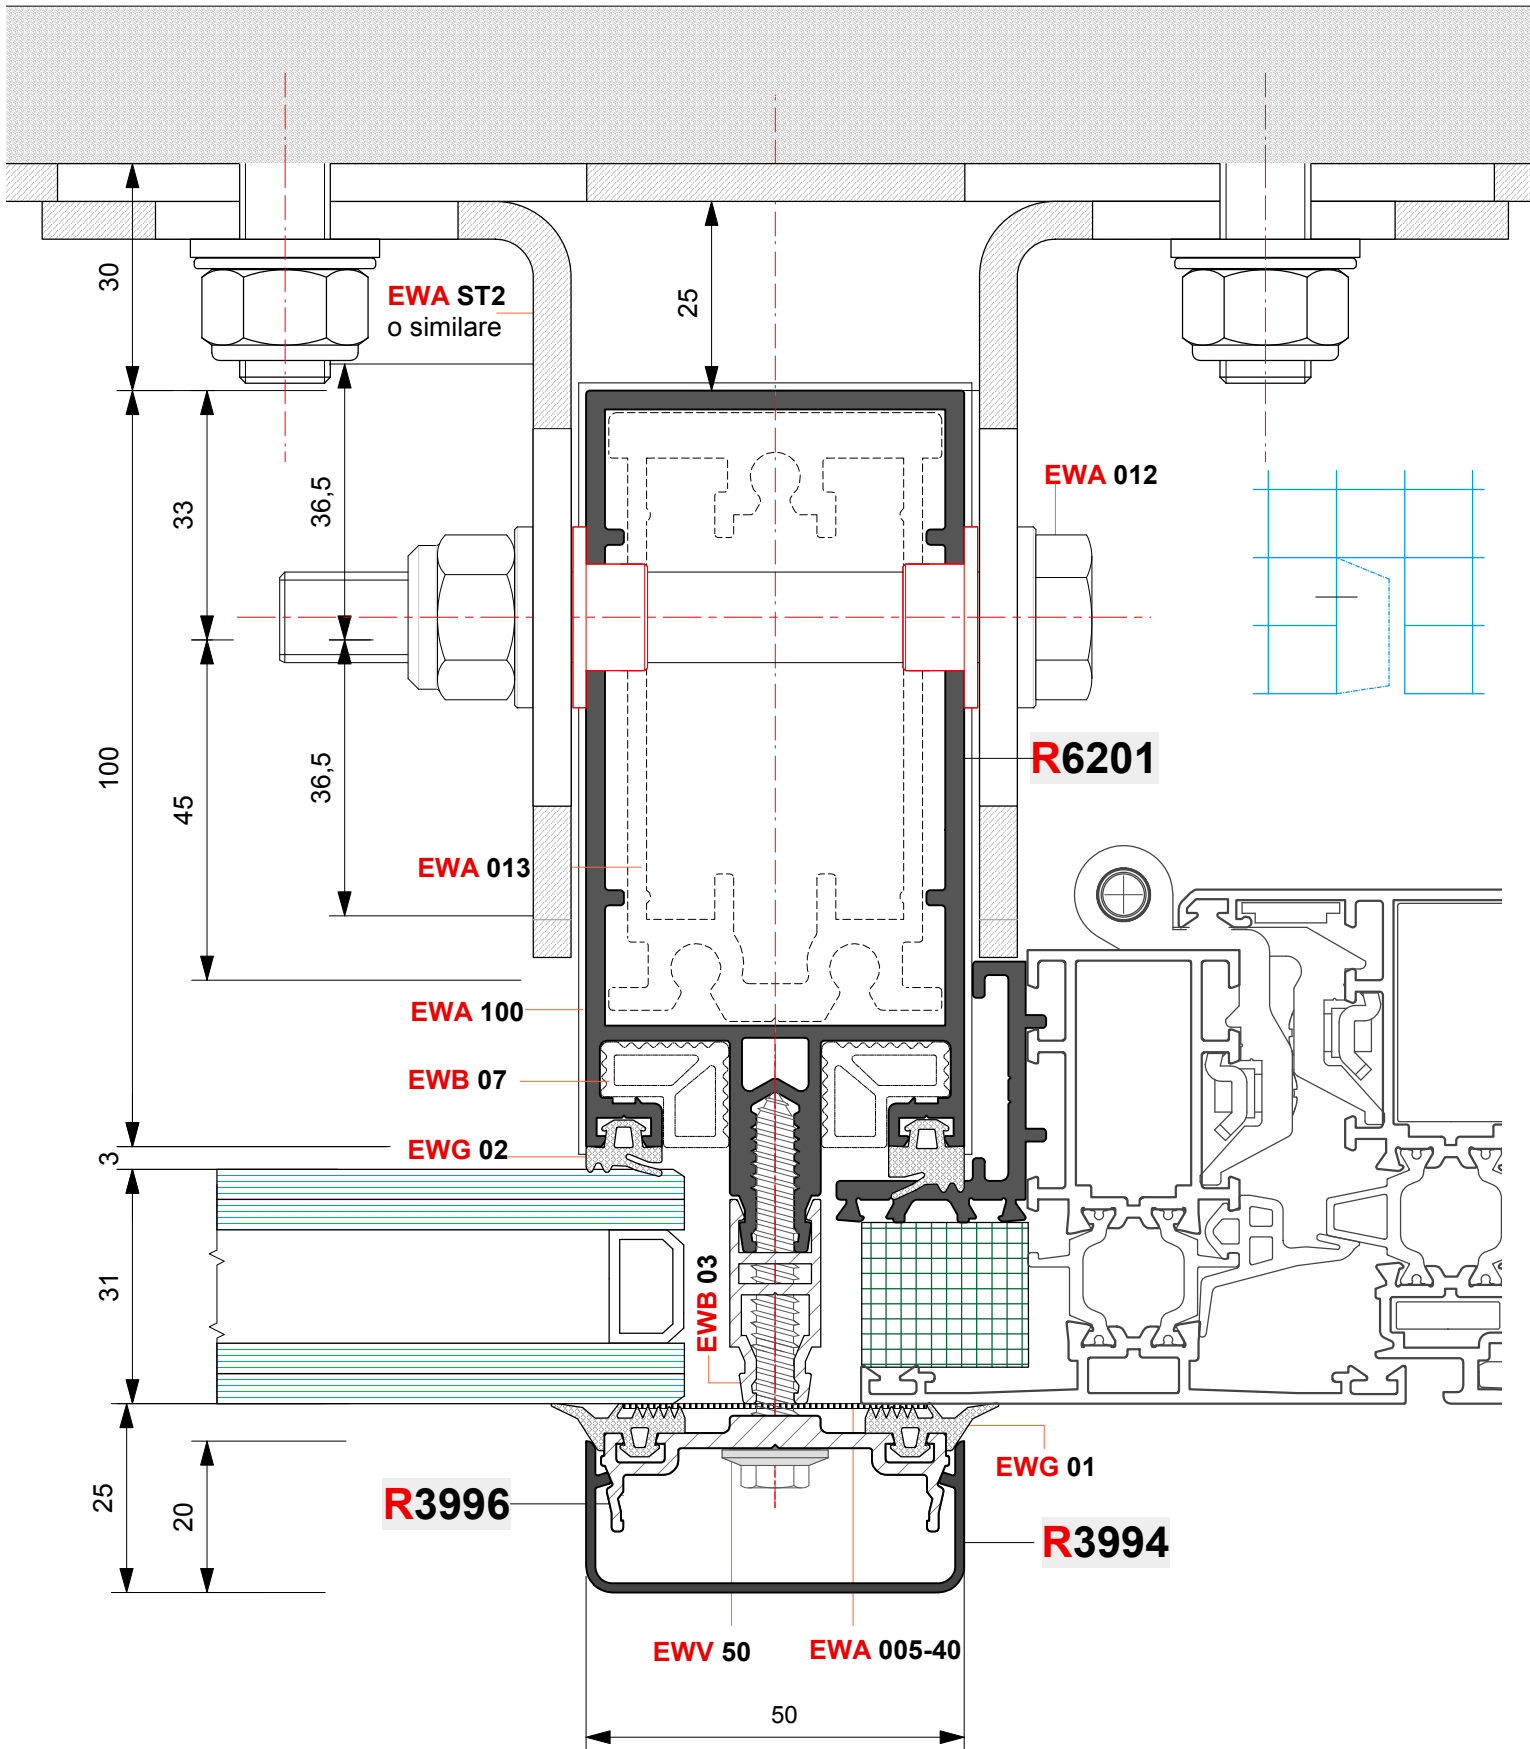 30
EWA ST2
o similare
25
33
36,5
EWA 012
100
45
36,5
R6201
EWA 013
EWA 100
EWB 07
EWG 02
3
31
EWB 03
25
20
R3996
EWG 01
R3994
EWV 50
EWA 005-40
50